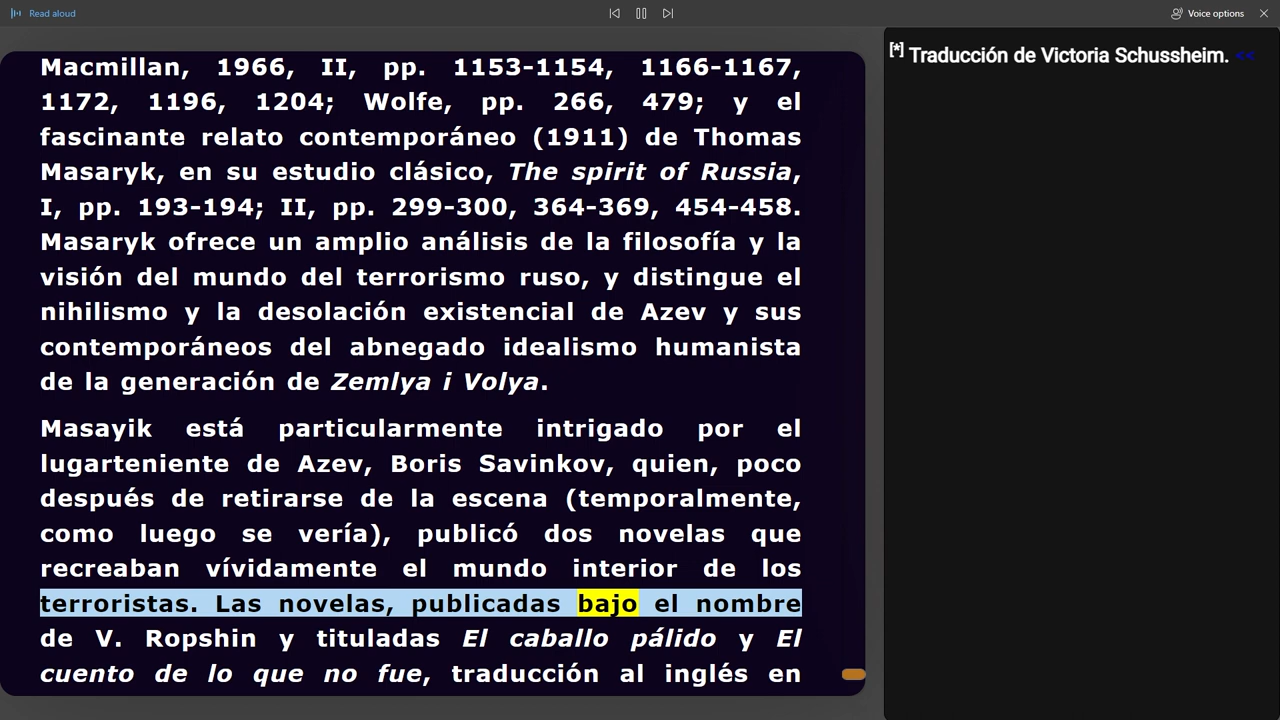 Read aloud
Voice options
Macmillan, 1966, II, pp. 1153-1154, 1166-1167,
1172, 1196, 1204; Wolfe, pp. 266, 479; y el
fascinante relato contemporáneo (1911) de Thomas
Masaryk, en su estudio clásico, The spirit of Russia,
I, pp. 193-194; II, pp. 299-300, 364-369, 454-458.
Masaryk ofrece un amplio análisis de la filosofía y la
visión del mundo del terrorismo ruso, y distingue el
nihilismo y la desolación existencial de Azev y sus
contemporáneos del abnegado idealismo humanista
de la generación de Zemlya i Volya.
Masayik está particularmente intrigado por el
lugarteniente de Azev, Boris Savinkov, quien, poco
después de retirarse de la escena (temporalmente,
como luego se vería), publicó dos novelas que
recreaban vívidamente el mundo interior de los
terroristas. Las novelas, publicadas bajo el nombre
de V. Ropshin y tituladas El caballo pálido y El
cuento de lo que no fue, traducción al inglés en
[*] Traducción de Victoria Schussheim. <<